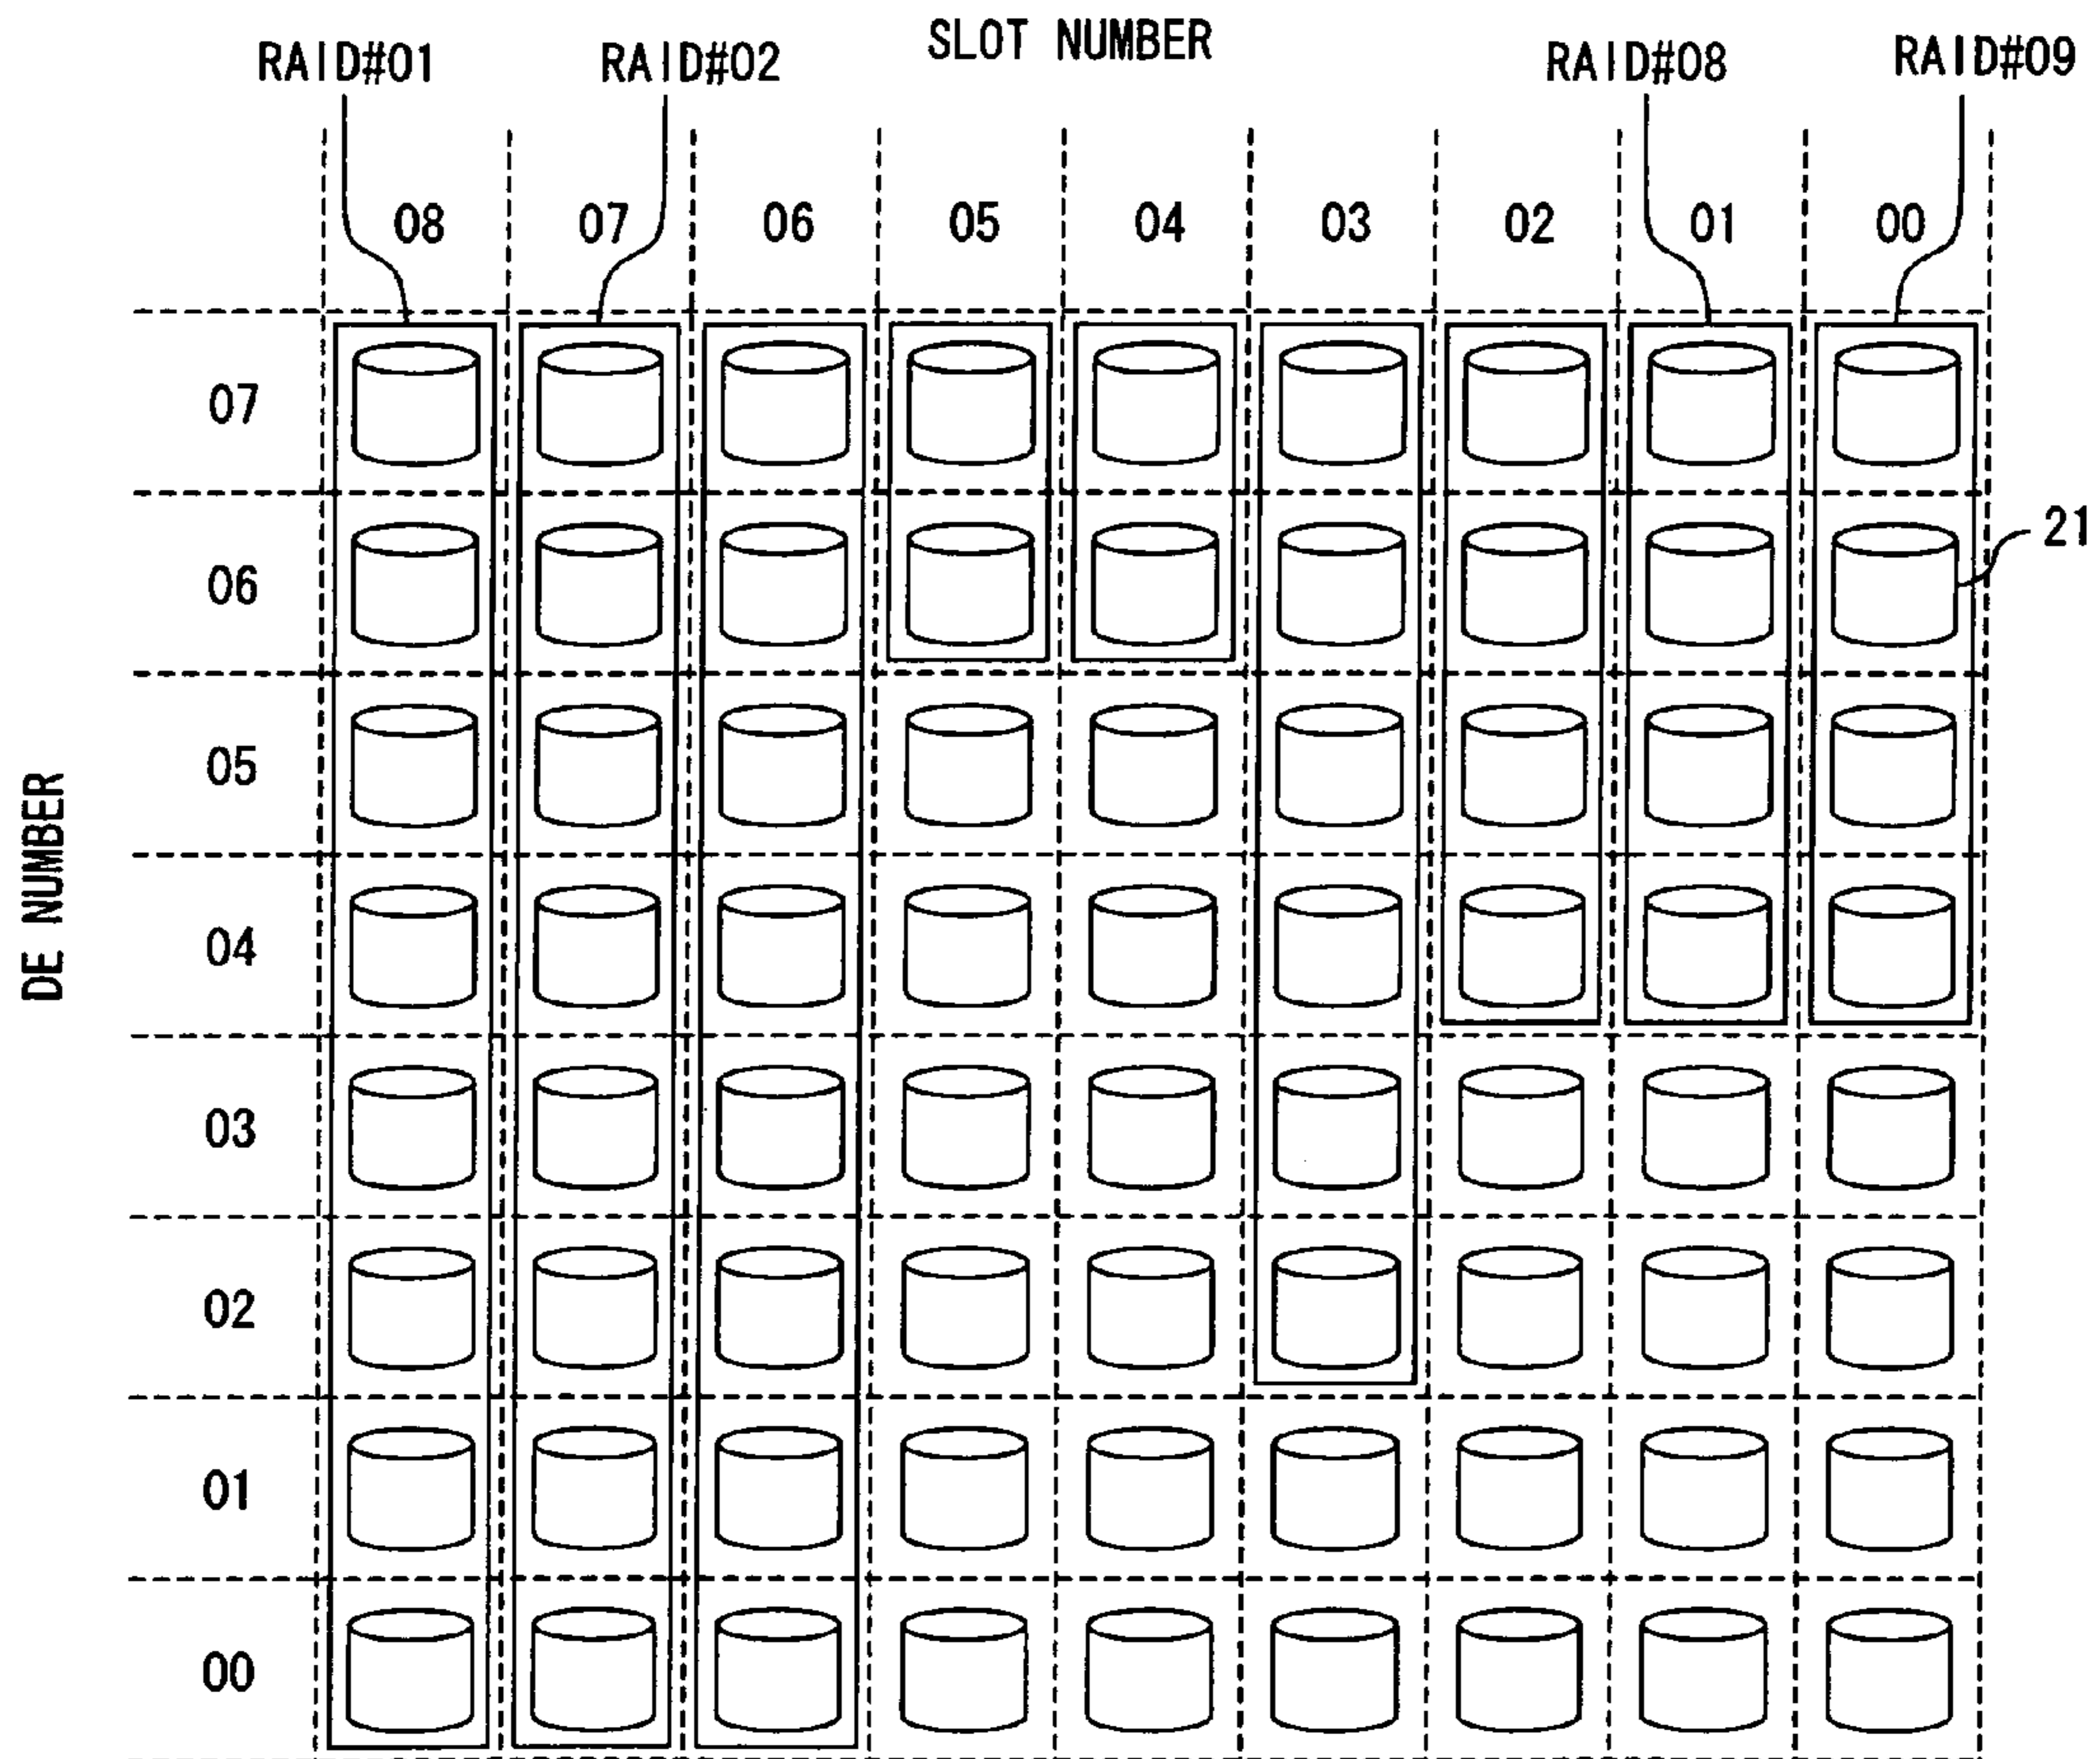 SLOT NUMBER
RAID#01 RAID#02 RAID#08 RAID#09
08 07 06 05 04 03 02 01 00
07
06
21
05
DE NUMBER
04
03
02
01
00